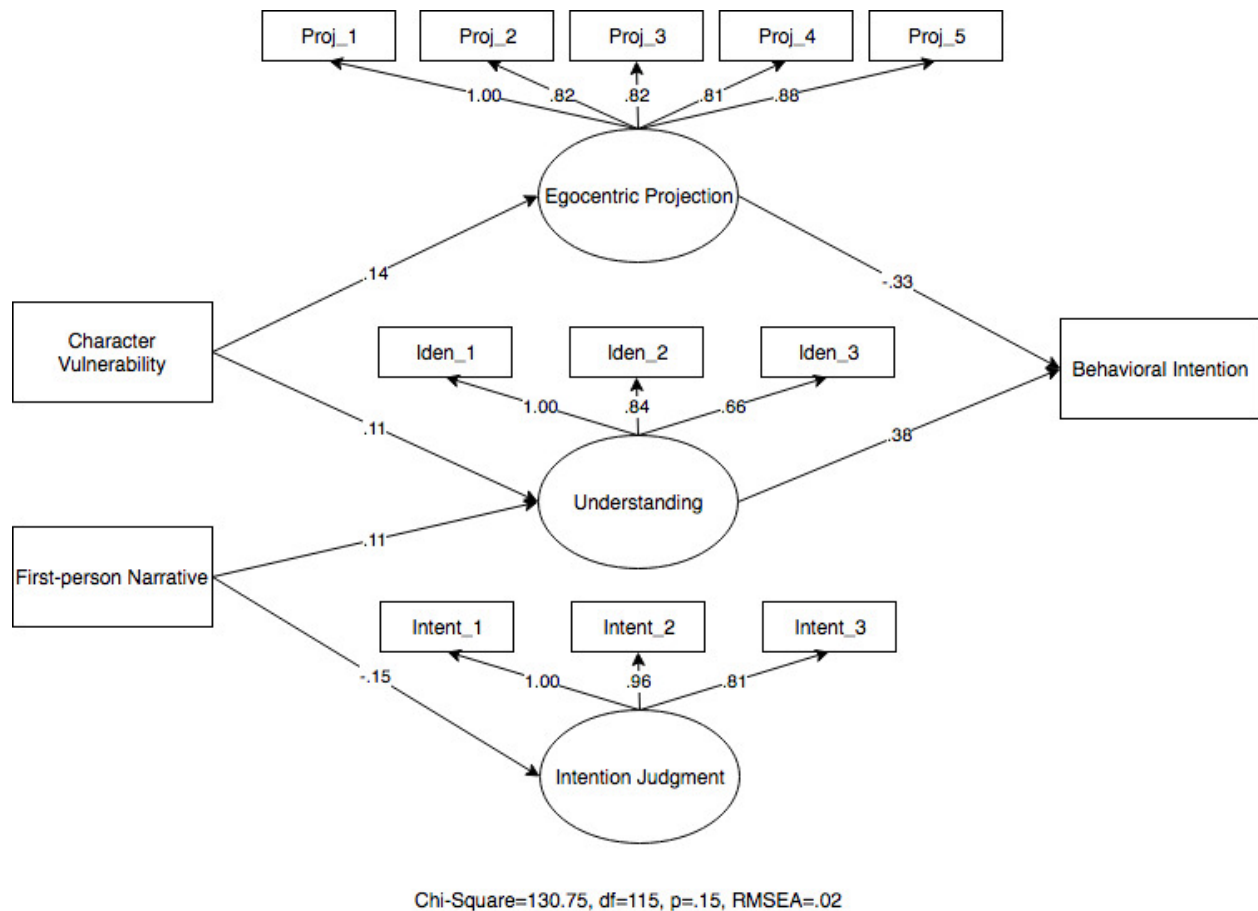 Proj_1
Proj_2
Proj_3
Proj_4
Proj_5
1.00
.82
.82
.81
.88
Egocentric Projection
.14
-.33
Character
Vulnerability
Iden_1
Iden_2
Iden_3
Behavioral Intention
1.00
.84
.66
.11
.38
Understanding
.11
First-person Narrative
Intent_1
Intent_2
Intent_3
-.15
1.00
.96
.81
Intention Judgment
Chi-Square=130.75, df=115, p=.15, RMSEA=.02